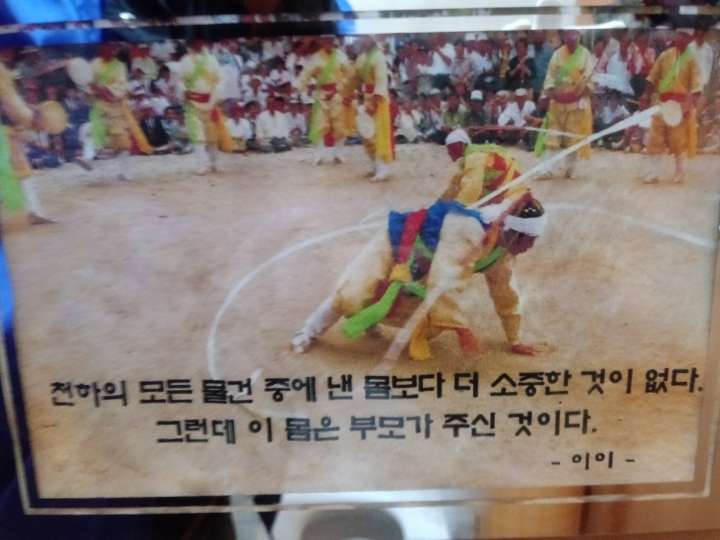 천하의 모든 물건 중에 낸 몸보다 더 소중한 것이 없다.
그런데 이 몸은 부모가 주신 것이다.
- 이이 -